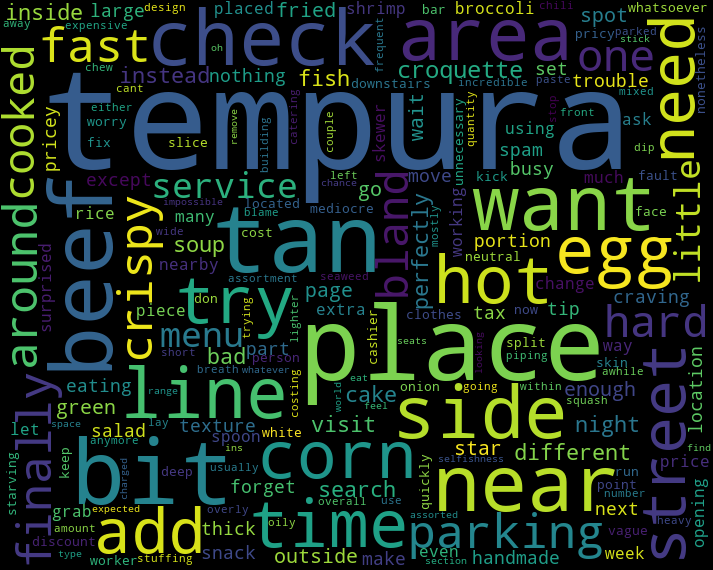 inside large design placed fried shrimp bar broccoli spot whatsoever
away expensive fast check oh frequent area pricy parked one need
chew cant instead nothing fish downstairs croquette chili set stick trouble nonetheless
around cooked pricey worry either tempura remove building catering couple wait skewer incredible unnecessary quantity paste stop mixed front ask
fix slice using spam dip
except service left move busy kick much fault
beef rice located chance mediocre go bland perfectly mostly want face little
crispy many impossible blame soup tan working portion egg
surprised wide cost neutral
nearby assortment seaweed hot change craving
piece don try trying lighter page extra clothes tax now tip hard
menu part cashier place seats split way
bad person looking piping skin
short breath whatever costing world eat awhile within enough
finally eating line cake onion going side squash street location
green range feel
let space salad lay texture spoon white visit star different night
anymore ins corn
starving keep bit deep usually search selfishness run price find
charged forget quickly near point
grab expected overly oily overall use assorted number next opening
amount add thick time parking vague heavy
discount stuffing snack outside make even section handmade week
type worker